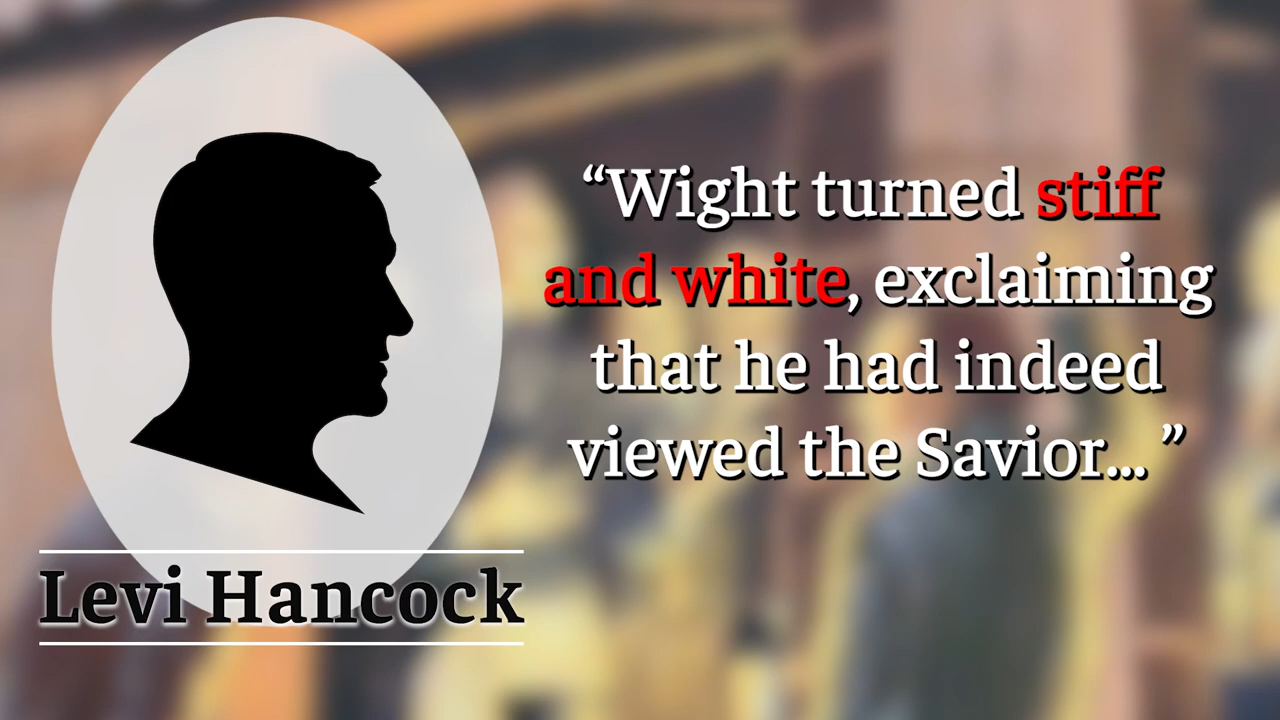 “Wight turned stiff
and white, exclaiming
that he had indeed
viewed the Savior... ”
Levi Hancock